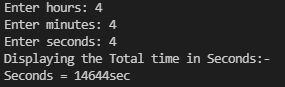 Enter hours: 4
Enter minutes: 4
Enter seconds: 4
Displaying the Total time in Seconds:-
Seconds = 14644sec